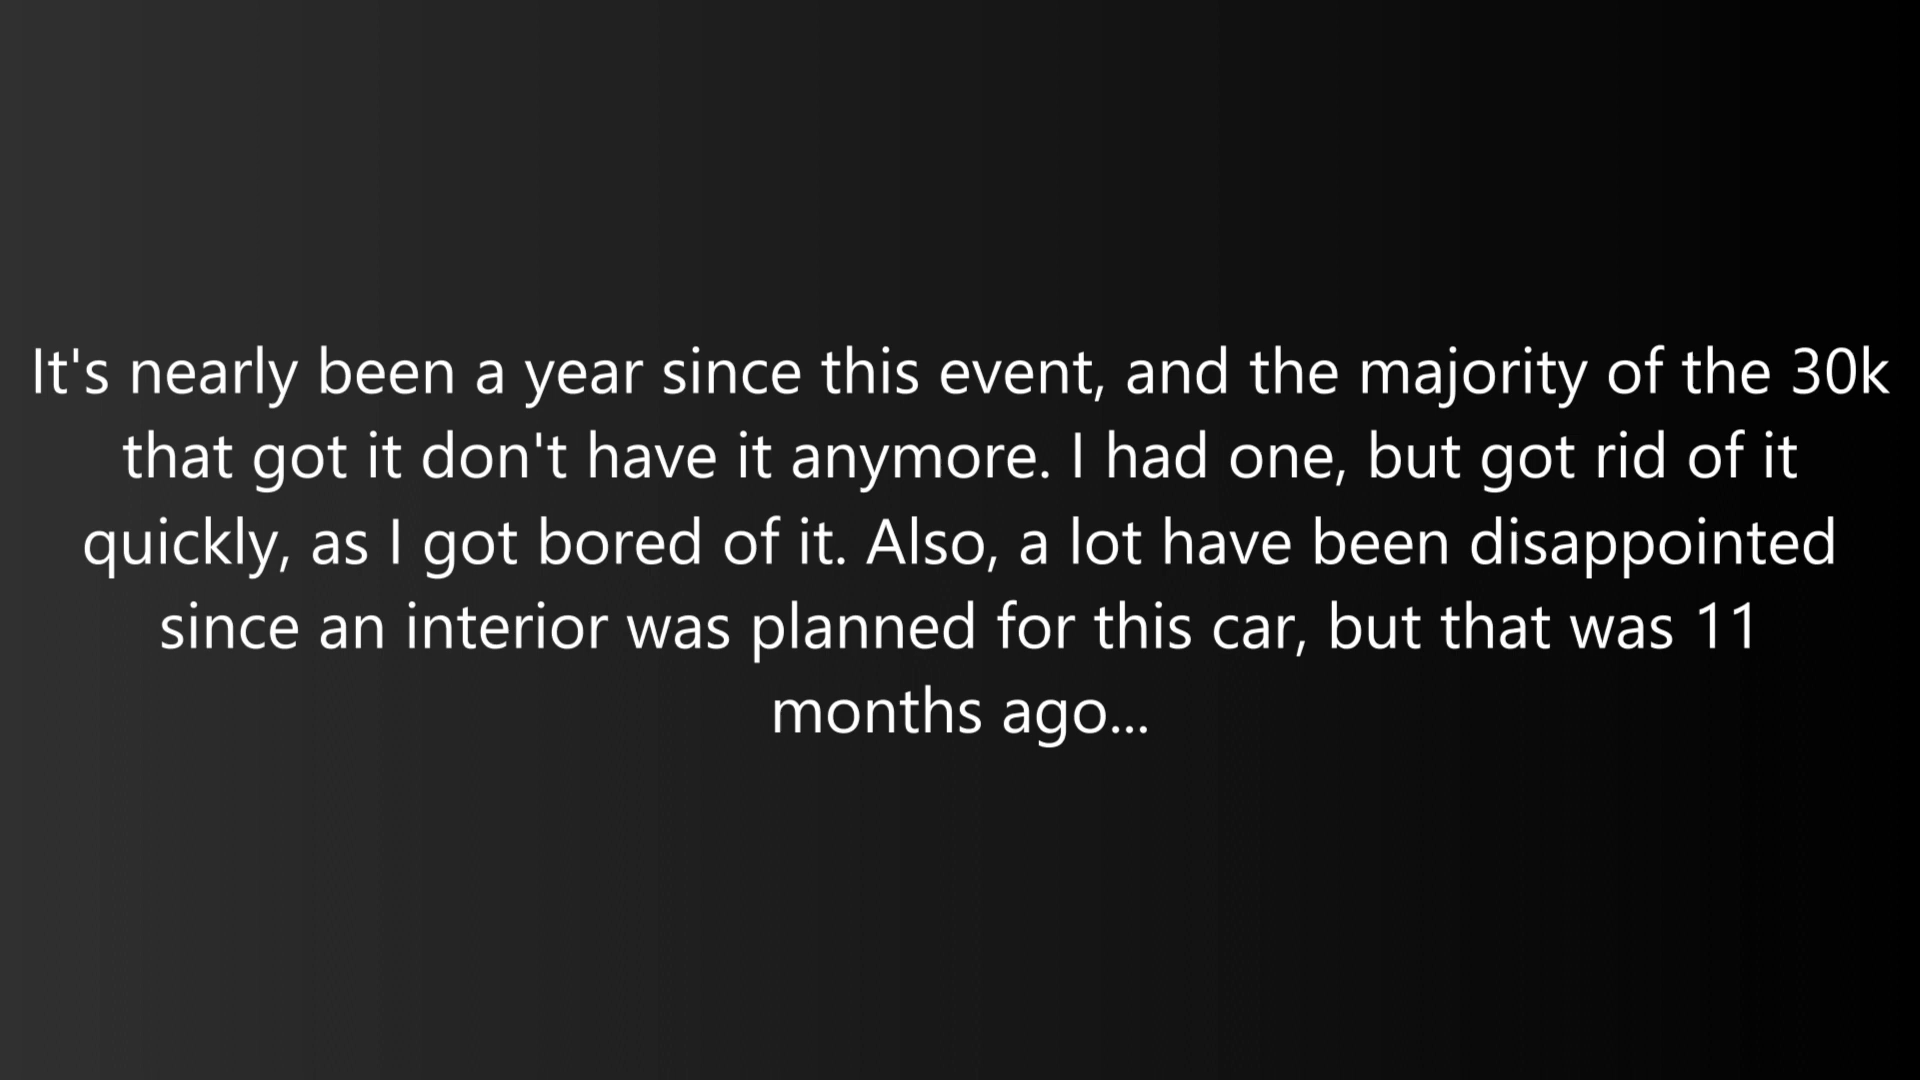 It's nearly been a year since this event, and the majority of the 30k
that got it don't have it anymore. I had one, but got rid of it
quickly, as I got bored of it. Also, a lot have been disappointed
since an interior was planned for this car, but that was 11
months ago...